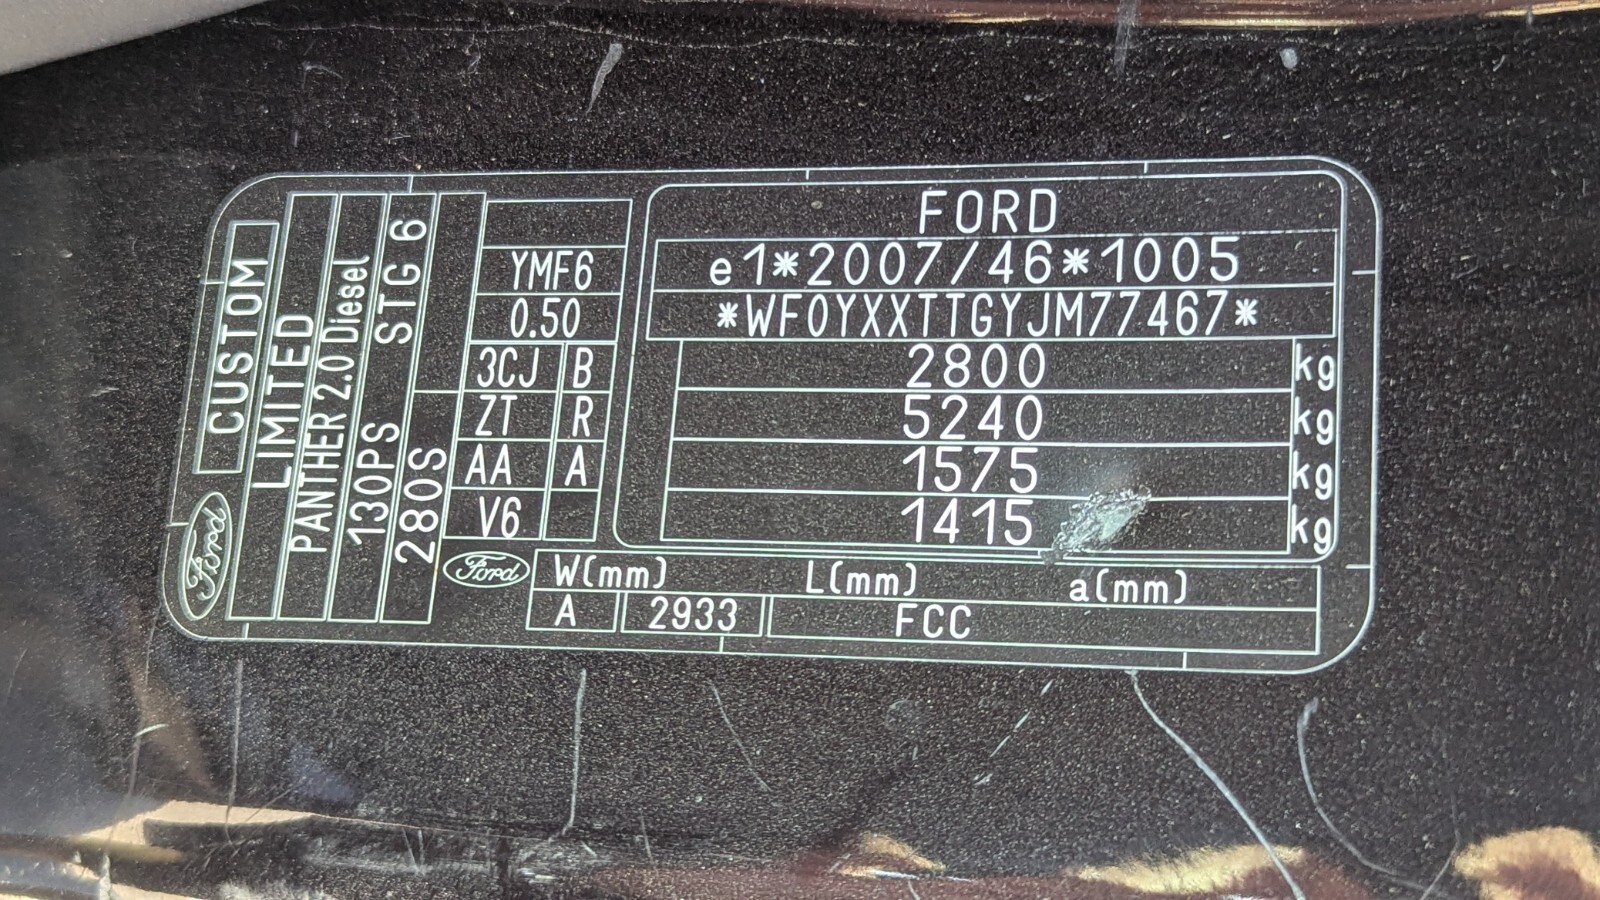 FORD
e1*2007/46*1005
*WF0YXXTTGYJM77467*
2800 kg
5240 kg
1575 kg
1415 kg
YMF6
0.50
3CJ B
ZT R
AA A
V6
Ford
W(mm) L(mm) a(mm)
A 2933 FCC
Ford CUSTOM
LIMITED
PANTHER 2.0 Diesel
130PS STG 6
280S